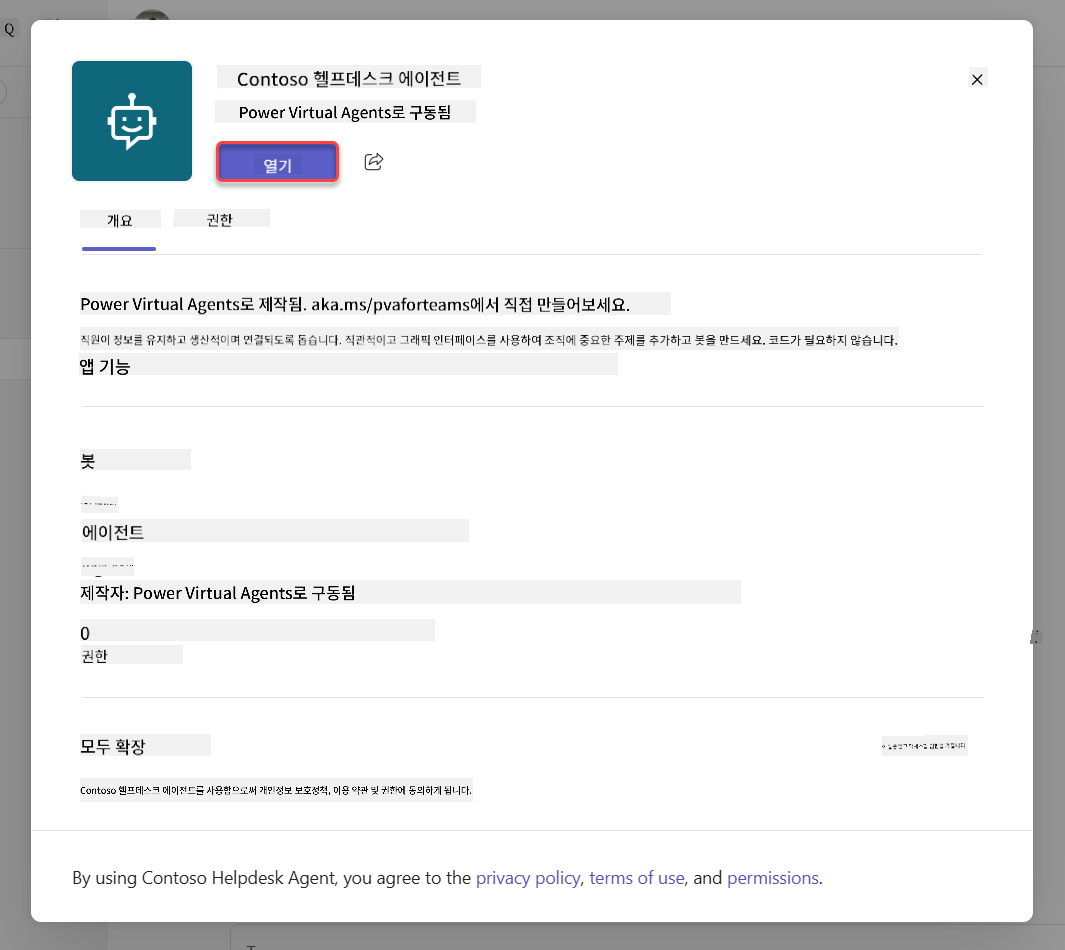 Q
Contoso 헬프데스크 에이전트
Power Virtual Agents로 구동됨
열기
개요
권한
Power Virtual Agents로 제작됨. aka.ms/pvaforteams에서 직접 만들어보세요.
직원이 정보를 유지하고 생산적이며 연결되도록 돕습니다. 직관적이고 그래픽 인터페이스를 사용하여 조직에 중요한 주제를 추가하고 봇을 만드세요. 코드가 필요하지 않습니다.
앱 기능
봇
에이전트
제작자: Power Virtual Agents로 구동됨
0
권한
모두 확장
Contoso 헬프데스크 에이전트를 사용함으로써 개인정보 보호정책, 이용 약관 및 권한에 동의하게 됩니다.
By using Contoso Helpdesk Agent, you agree to the privacy policy, terms of use, and permissions.